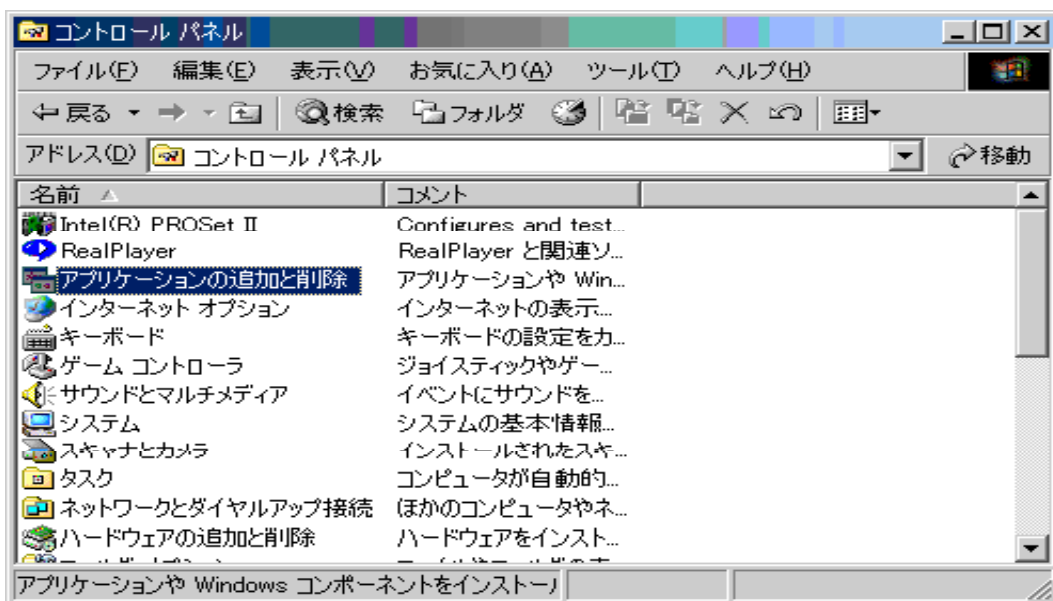 コントロール パネル
ファイル(F) 編集(E) 表示(V) お気に入り(A) ツール(T) ヘルプ(H)
戻る 検索 フォルダ
アドレス(D) コントロール パネル 移動
名前 コメント
Intel(R) PROSet II Configures and test...
RealPlayer RealPlayer と関連ソ...
アプリケーションの追加と削除 アプリケーションや Win...
インターネット オプション インターネットの表示...
キーボード キーボードの設定をカ...
ゲーム コントローラ ジョイスティックやゲー...
サウンドとマルチメディア イベントにサウンドを...
システム システムの基本情報...
スキャナとカメラ インストールされたスキ...
タスク コンピュータが自動的...
ネットワークとダイヤルアップ接続 ほかのコンピュータやネ...
ハードウェアの追加と削除 ハードウェアをインスト...
アプリケーションや Windows コンポーネントをインストー